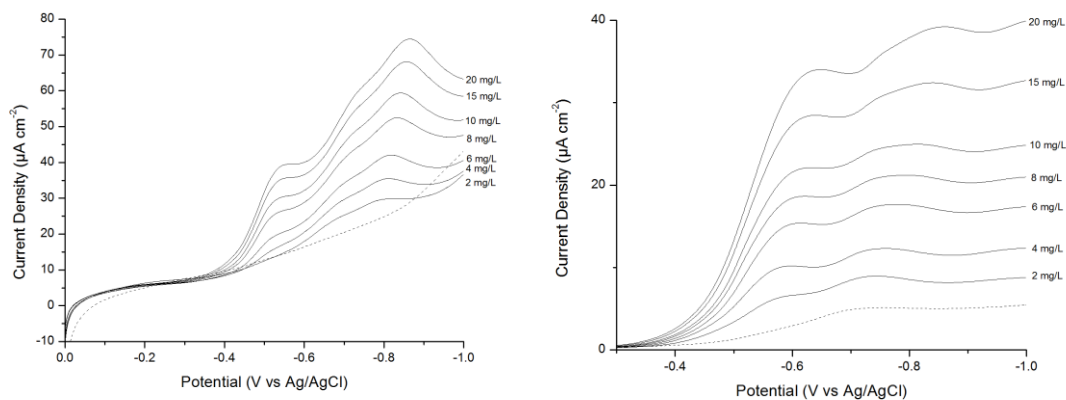 80
70
60
50
40
30
20
10
0
-10
Current Density (µA cm⁻²)
20 mg/L
15 mg/L
10 mg/L
8 mg/L
6 mg/L
4 mg/L
2 mg/L
0.0
-0.2
-0.4
-0.6
-0.8
-1.0
Potential (V vs Ag/AgCl)
40
20
0
Current Density (µA cm⁻²)
20 mg/L
15 mg/L
10 mg/L
8 mg/L
6 mg/L
4 mg/L
2 mg/L
-0.4
-0.6
-0.8
-1.0
Potential (V vs Ag/AgCl)